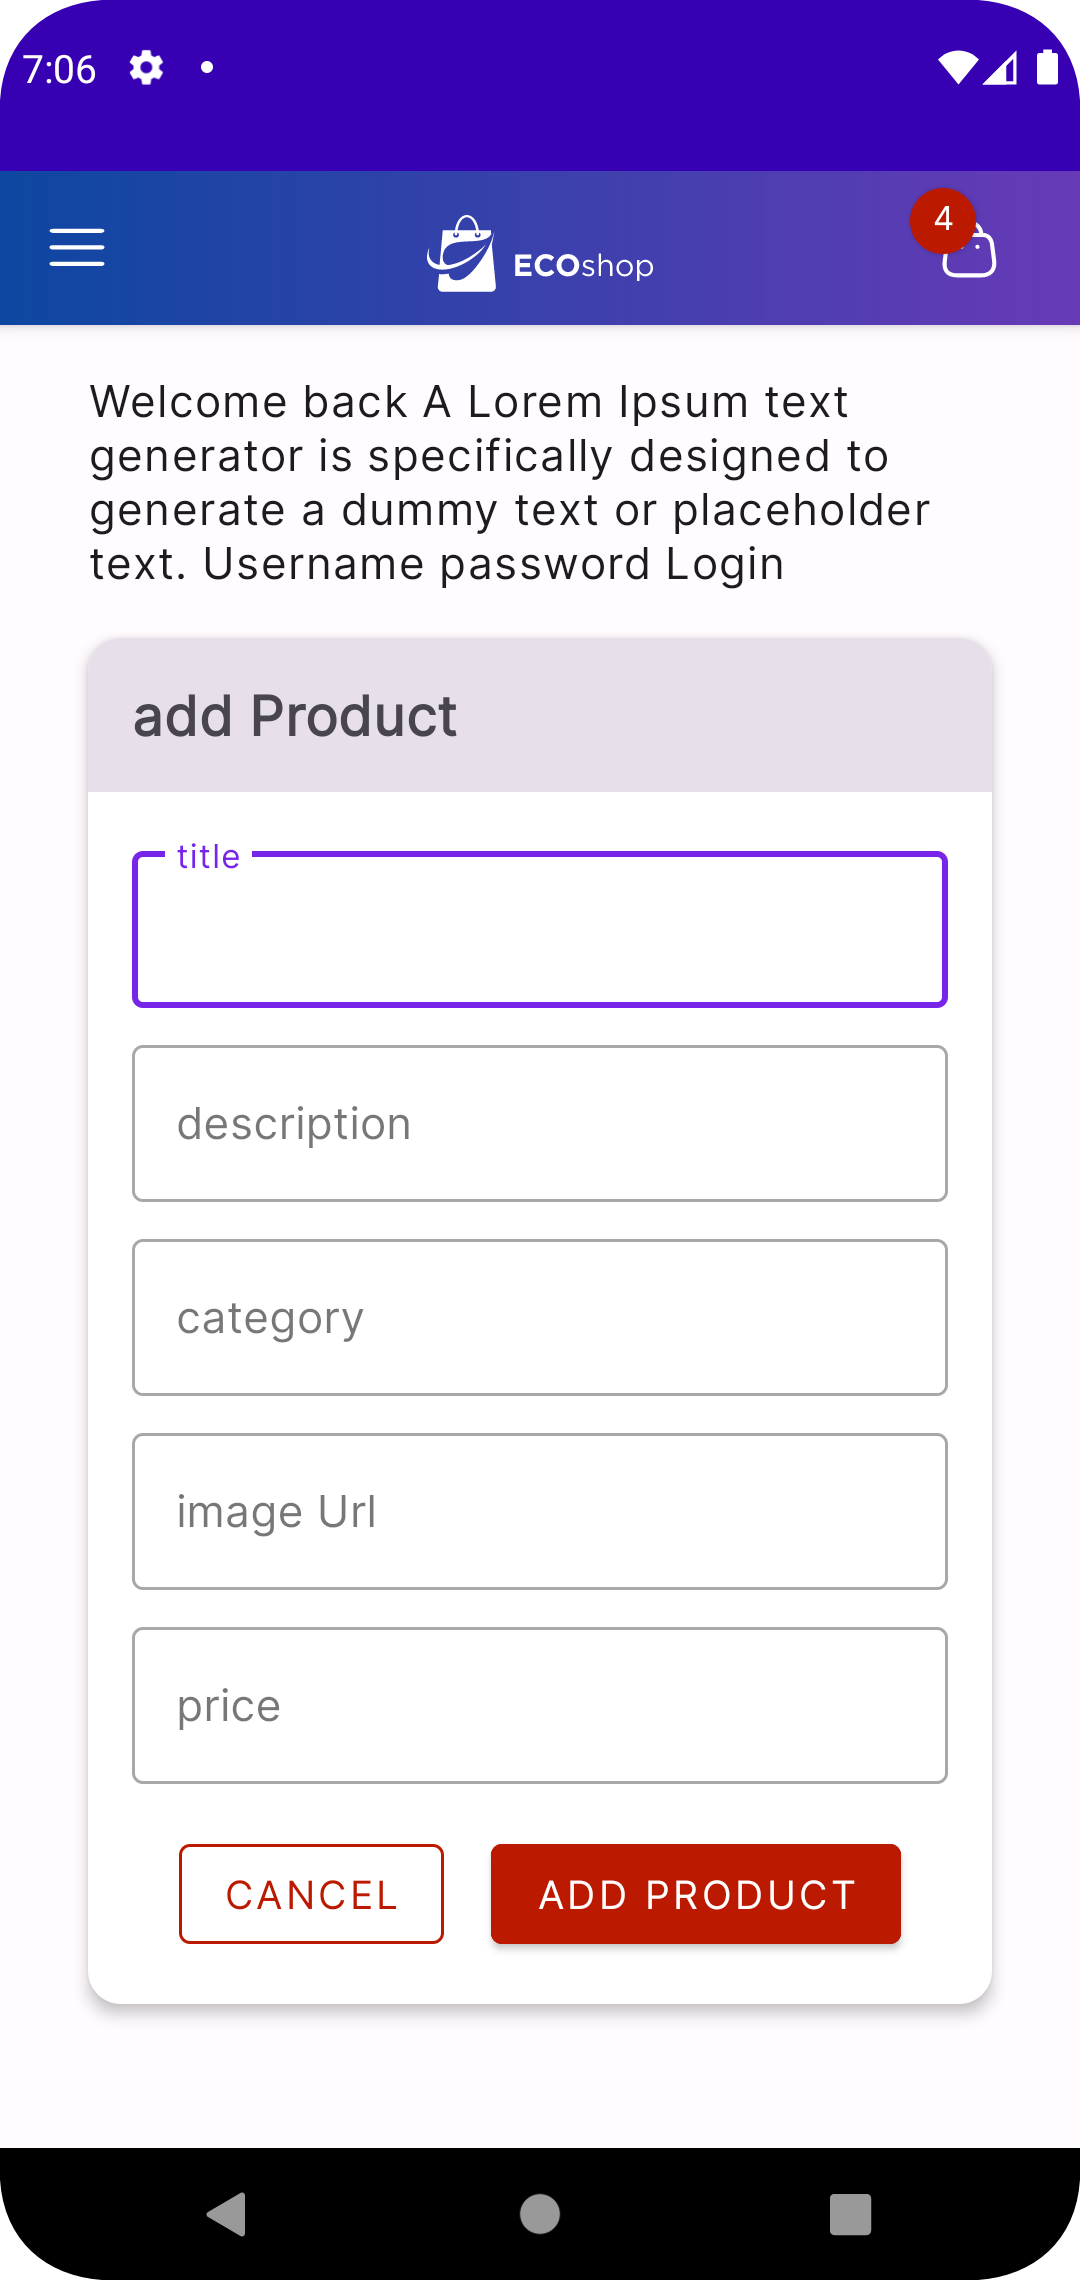 7:06
4
ECOshop
Welcome back A Lorem Ipsum text
generator is specifically designed to
generate a dummy text or placeholder
text. Username password Login
add Product
title
description
category
image Url
price
CANCEL
ADD PRODUCT